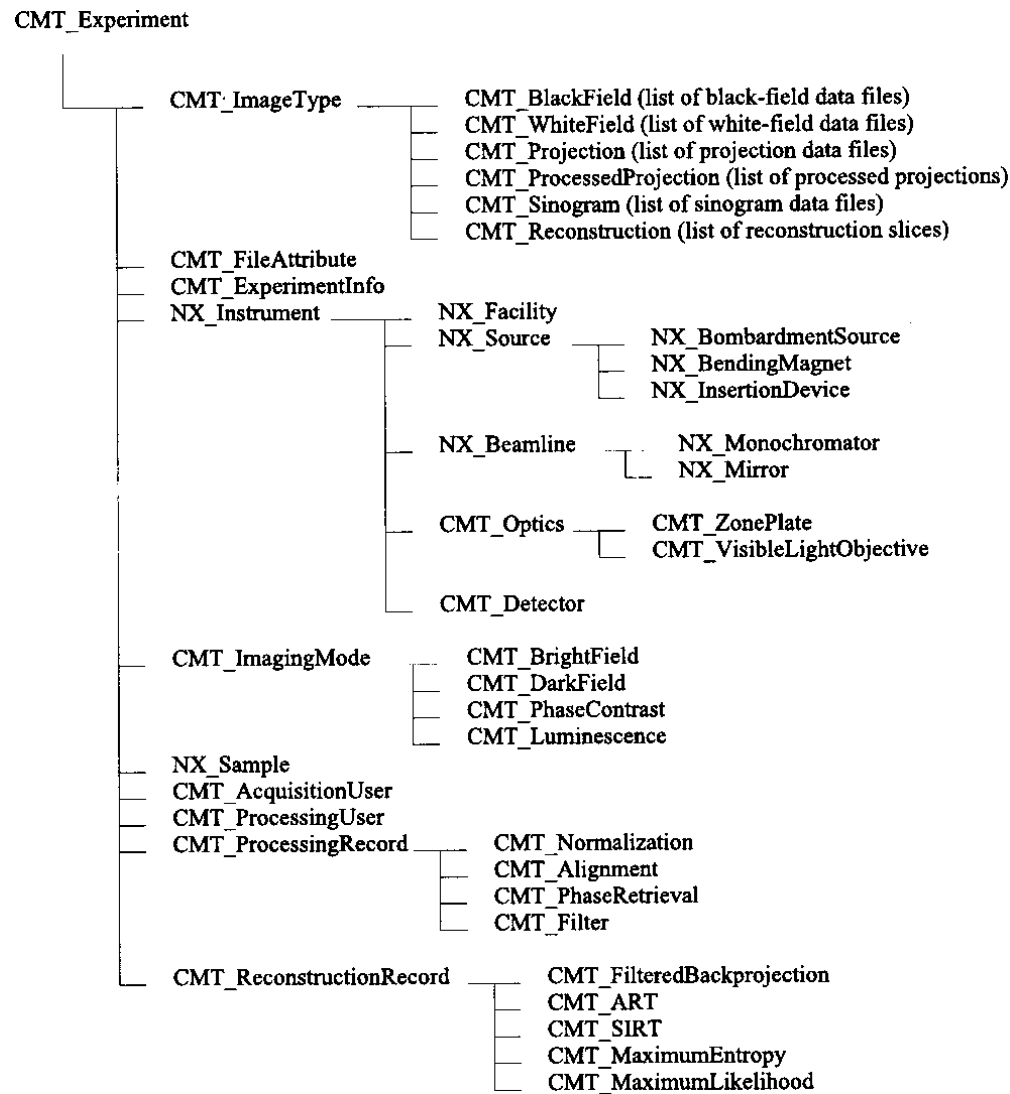 CMT_Experiment
CMT_ImageType CMT_BlackField (list of black-field data files)
CMT_WhiteField (list of white-field data files)
CMT_Projection (list of projection data files)
CMT_ProcessedProjection (list of processed projections)
CMT_Sinogram (list of sinogram data files)
CMT_Reconstruction (list of reconstruction slices)
CMT_FileAttribute
CMT_ExperimentInfo
NX_Instrument NX_Facility
NX_Source NX_BombardmentSource
NX_BendingMagnet
NX_InsertionDevice
NX_Beamline NX_Monochromator
NX_Mirror
CMT_Optics CMT_ZonePlate
CMT_VisibleLightObjective
CMT_Detector
CMT_ImagingMode CMT_BrightField
CMT_DarkField
CMT_PhaseContrast
CMT_Luminescence
NX_Sample
CMT_AcquisitionUser
CMT_ProcessingUser
CMT_ProcessingRecord CMT_Normalization
CMT_Alignment
CMT_PhaseRetrieval
CMT_Filter
CMT_ReconstructionRecord CMT_FilteredBackprojection
CMT_ART
CMT_SIRT
CMT_MaximumEntropy
CMT_MaximumLikelihood